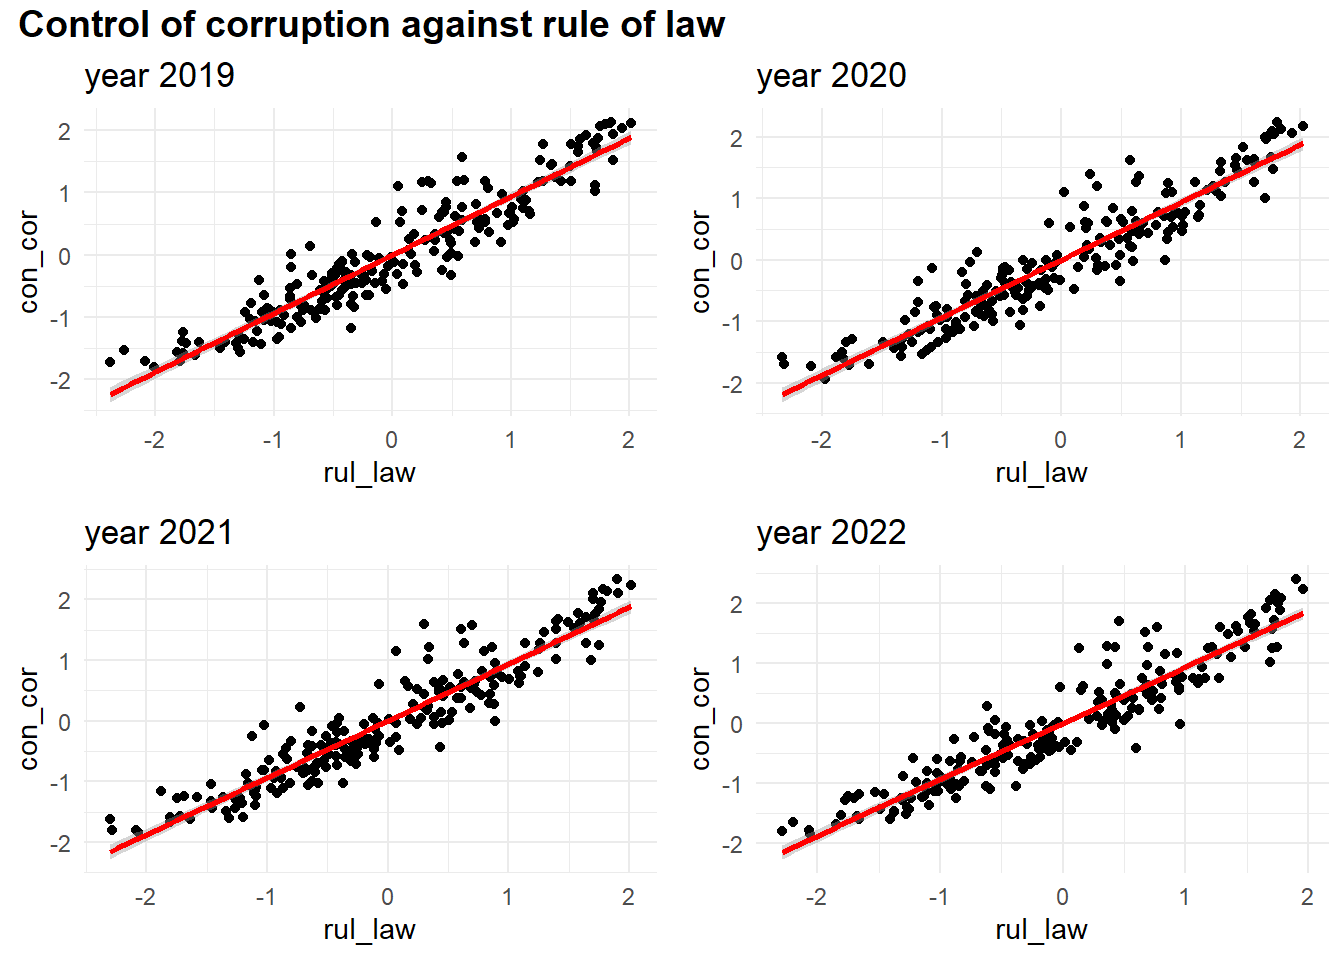 Control of corruption against rule of law
year 2019
2
1
0
-1
-2
con_cor
-2 -1 0 1 2
rul_law
year 2020
2
1
0
-1
-2
con_cor
-2 -1 0 1 2
rul_law
year 2021
2
1
0
-1
-2
con_cor
-2 -1 0 1 2
rul_law
year 2022
2
1
0
-1
-2
con_cor
-2 -1 0 1 2
rul_law